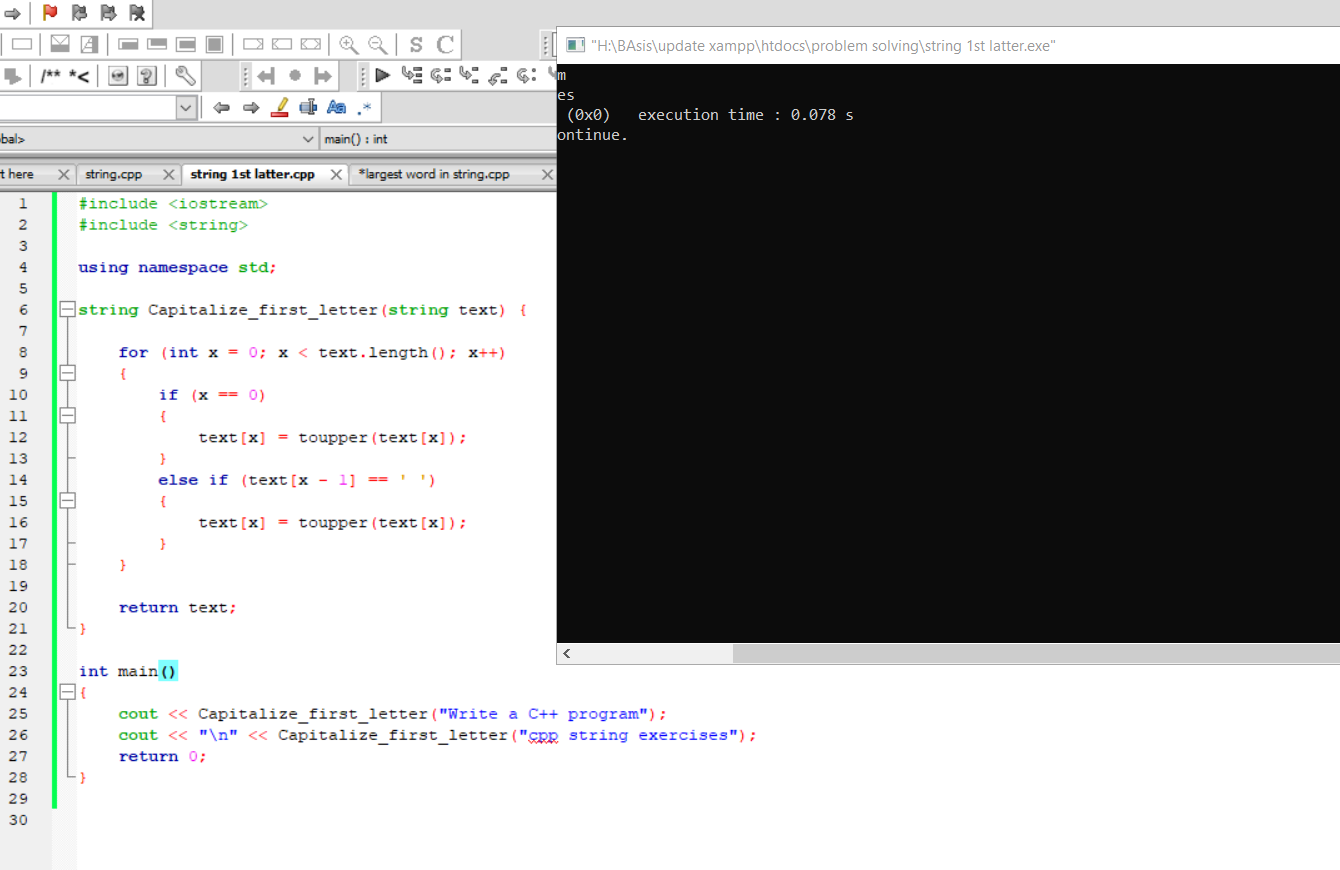 /** *<
S C
Aa .*
bal> main() : int
t here string.cpp string 1st latter.cpp *largest word in string.cpp
1 #include <iostream>
2 #include <string>
3
4 using namespace std;
5
6 string Capitalize_first_letter(string text) {
7
8 for (int x = 0; x < text.length(); x++)
9 {
10 if (x == 0)
11 {
12 text[x] = toupper(text[x]);
13 }
14 else if (text[x - 1] == ' ')
15 {
16 text[x] = toupper(text[x]);
17 }
18 }
19
20 return text;
21 }
22
23 int main()
24 {
25 cout << Capitalize_first_letter("Write a C++ program");
26 cout << "\n" << Capitalize_first_letter("cpp string exercises");
27 return 0;
28 }
29
30
"H:\BAsis\update xampp\htdocs\problem solving\string 1st latter.exe"
m
es
(0x0) execution time : 0.078 s
ontinue.